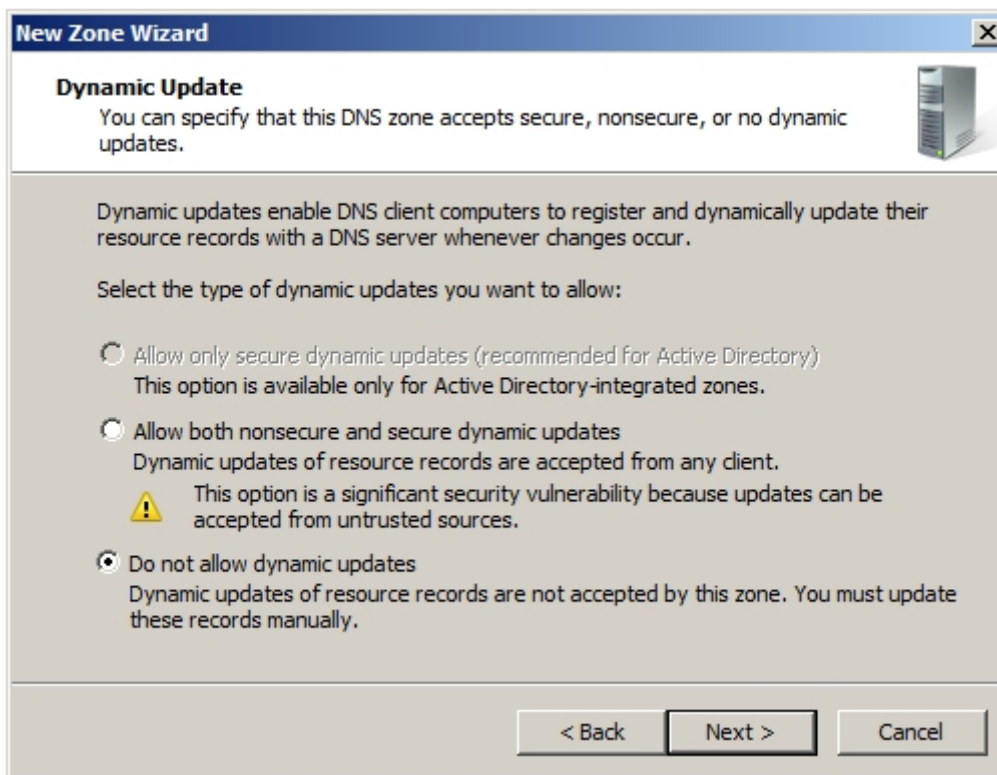 New Zone Wizard
Dynamic Update
You can specify that this DNS zone accepts secure, nonsecure, or no dynamic
updates.
Dynamic updates enable DNS client computers to register and dynamically update their
resource records with a DNS server whenever changes occur.
Select the type of dynamic updates you want to allow:
Allow only secure dynamic updates (recommended for Active Directory)
This option is available only for Active Directory-integrated zones.
Allow both nonsecure and secure dynamic updates
Dynamic updates of resource records are accepted from any client.
This option is a significant security vulnerability because updates can be
accepted from untrusted sources.
Do not allow dynamic updates
Dynamic updates of resource records are not accepted by this zone. You must update
these records manually.
< Back Next > Cancel